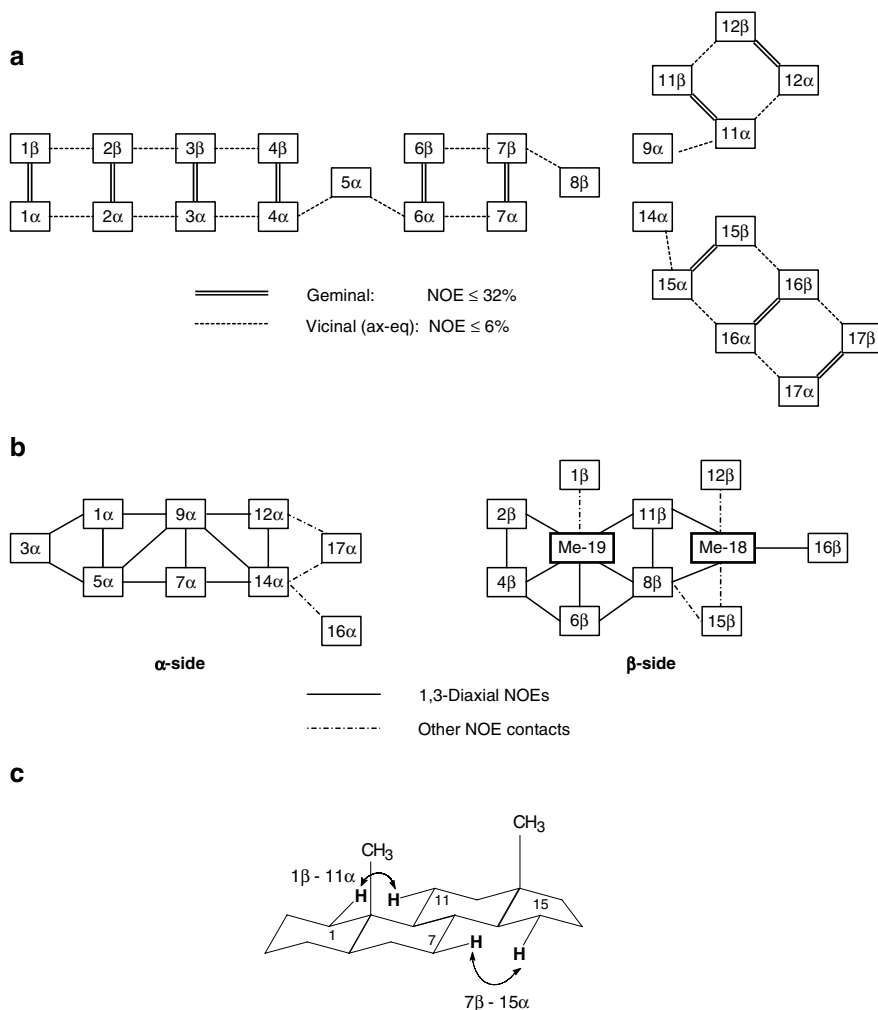 a
12β
11β 12α
11α
9α
1β 2β 3β 4β 6β 7β
5α 8β
1α 2α 3α 4α 6α 7α
14α
15β
15α 16β
16α 17β
17α
Geminal: NOE ≤ 32%
Vicinal (ax-eq): NOE ≤ 6%
b
1α 9α 12α
3α 17α
5α 7α 14α
16α
α-side
1β 12β
2β 11β
Me-19 Me-18 16β
4β 8β
6β 15β
β-side
1,3-Diaxial NOEs
Other NOE contacts
c
CH3
CH3
1β - 11α
H H 11 15
1 7 H
H
7β - 15α